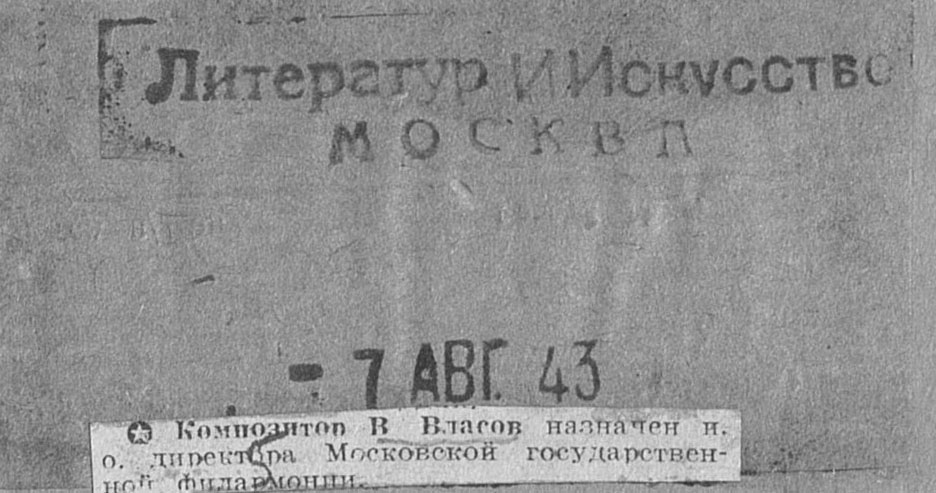 Литератур И Искусство
МОСКВА
- 7 АВГ. 43
Композитор В Власов назначен и.
о. директора Московской государствен-
ной филармонии.